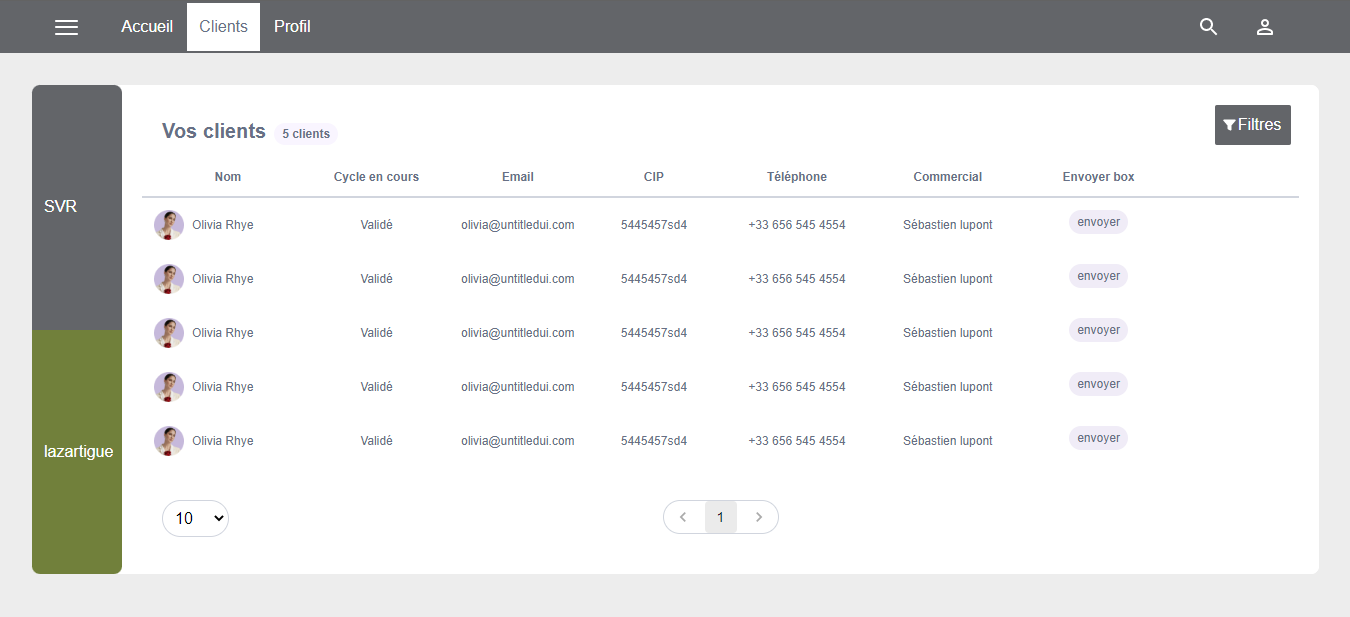 Accueil Clients Profil
SVR
lazartigue
Vos clients 5 clients
Filtres
Nom Cycle en cours Email CIP Téléphone Commercial Envoyer box
Olivia Rhye Validé olivia@untitledui.com 5445457sd4 +33 656 545 4554 Sébastien lupont envoyer
Olivia Rhye Validé olivia@untitledui.com 5445457sd4 +33 656 545 4554 Sébastien lupont envoyer
Olivia Rhye Validé olivia@untitledui.com 5445457sd4 +33 656 545 4554 Sébastien lupont envoyer
Olivia Rhye Validé olivia@untitledui.com 5445457sd4 +33 656 545 4554 Sébastien lupont envoyer
Olivia Rhye Validé olivia@untitledui.com 5445457sd4 +33 656 545 4554 Sébastien lupont envoyer
10 1